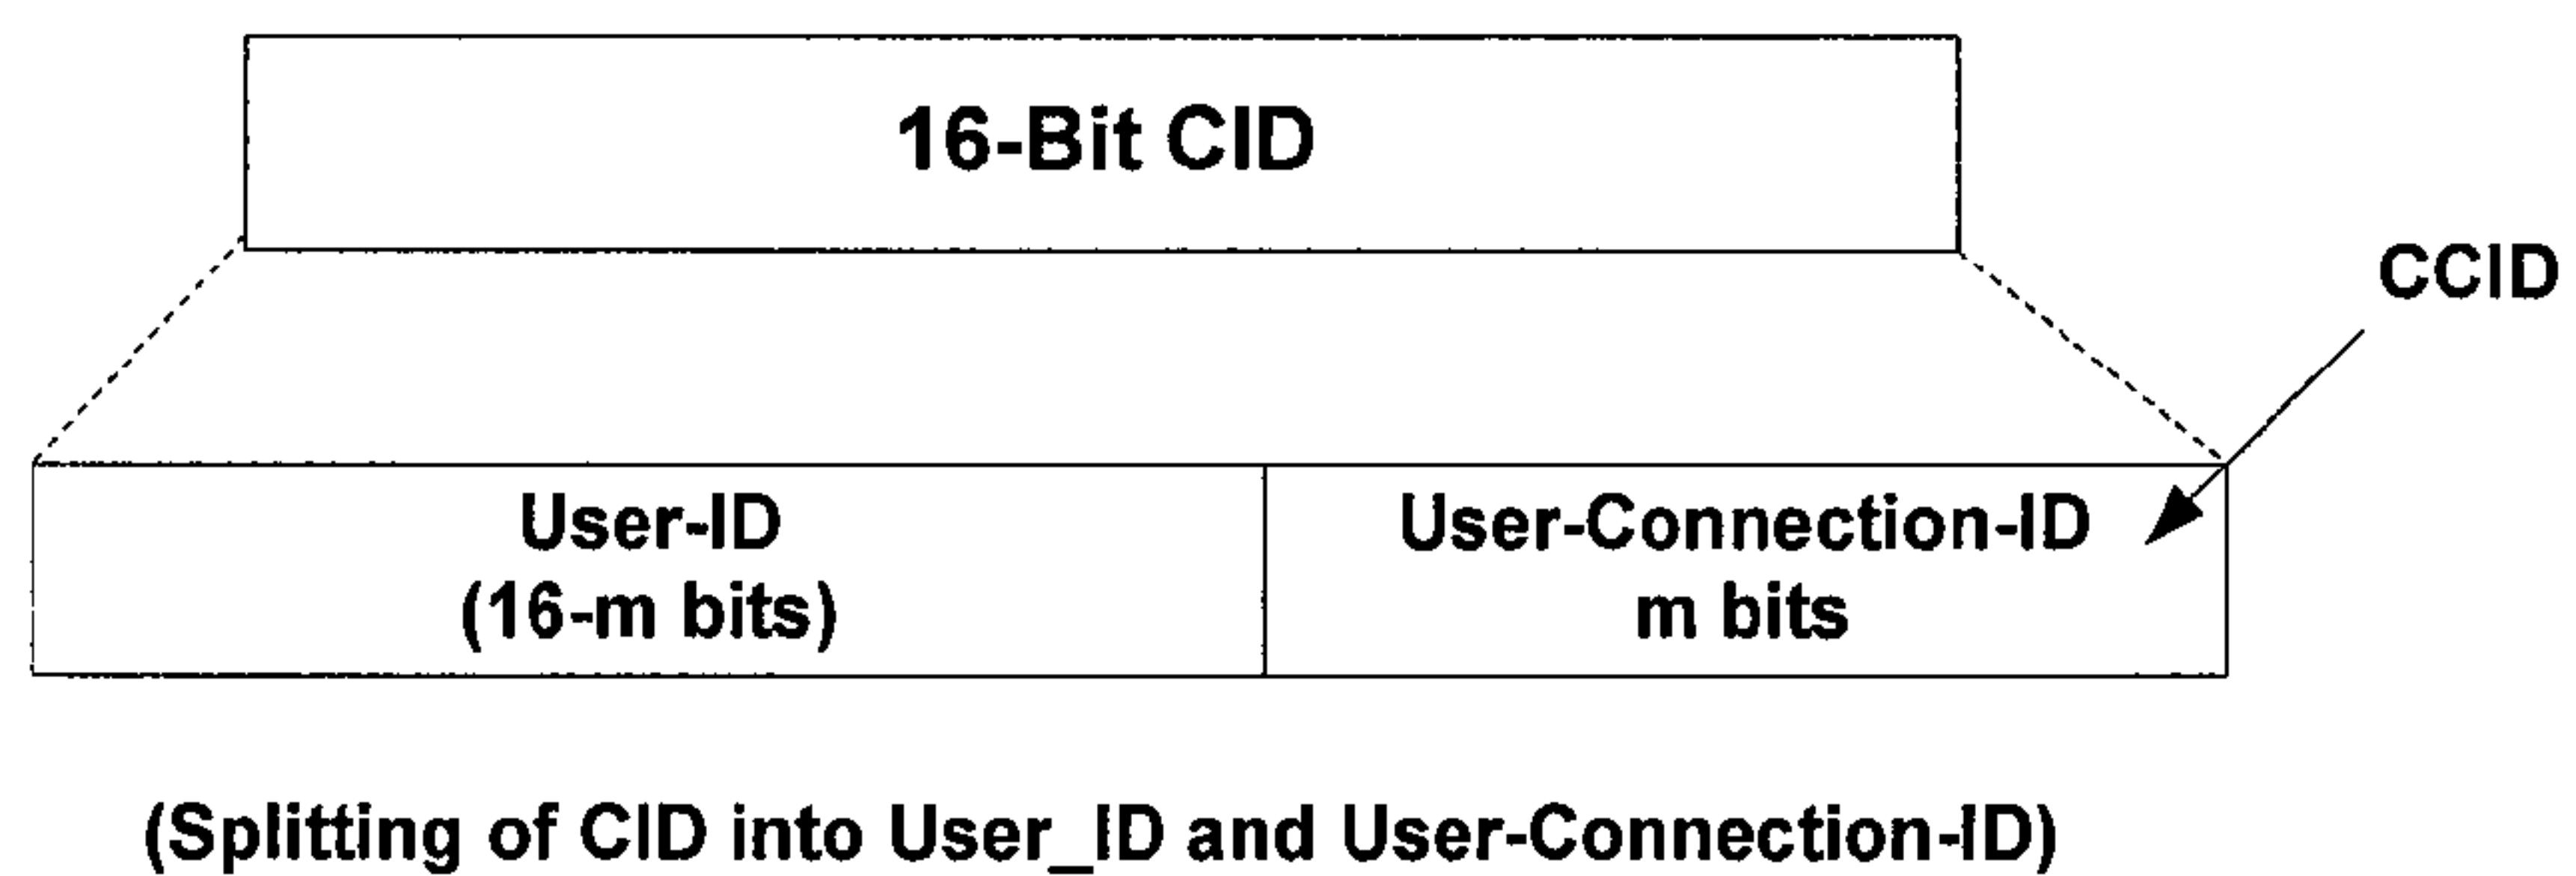 16-Bit CID
CCID
User-ID
(16-m bits)
User-Connection-ID
m bits
(Splitting of CID into User_ID and User-Connection-ID)